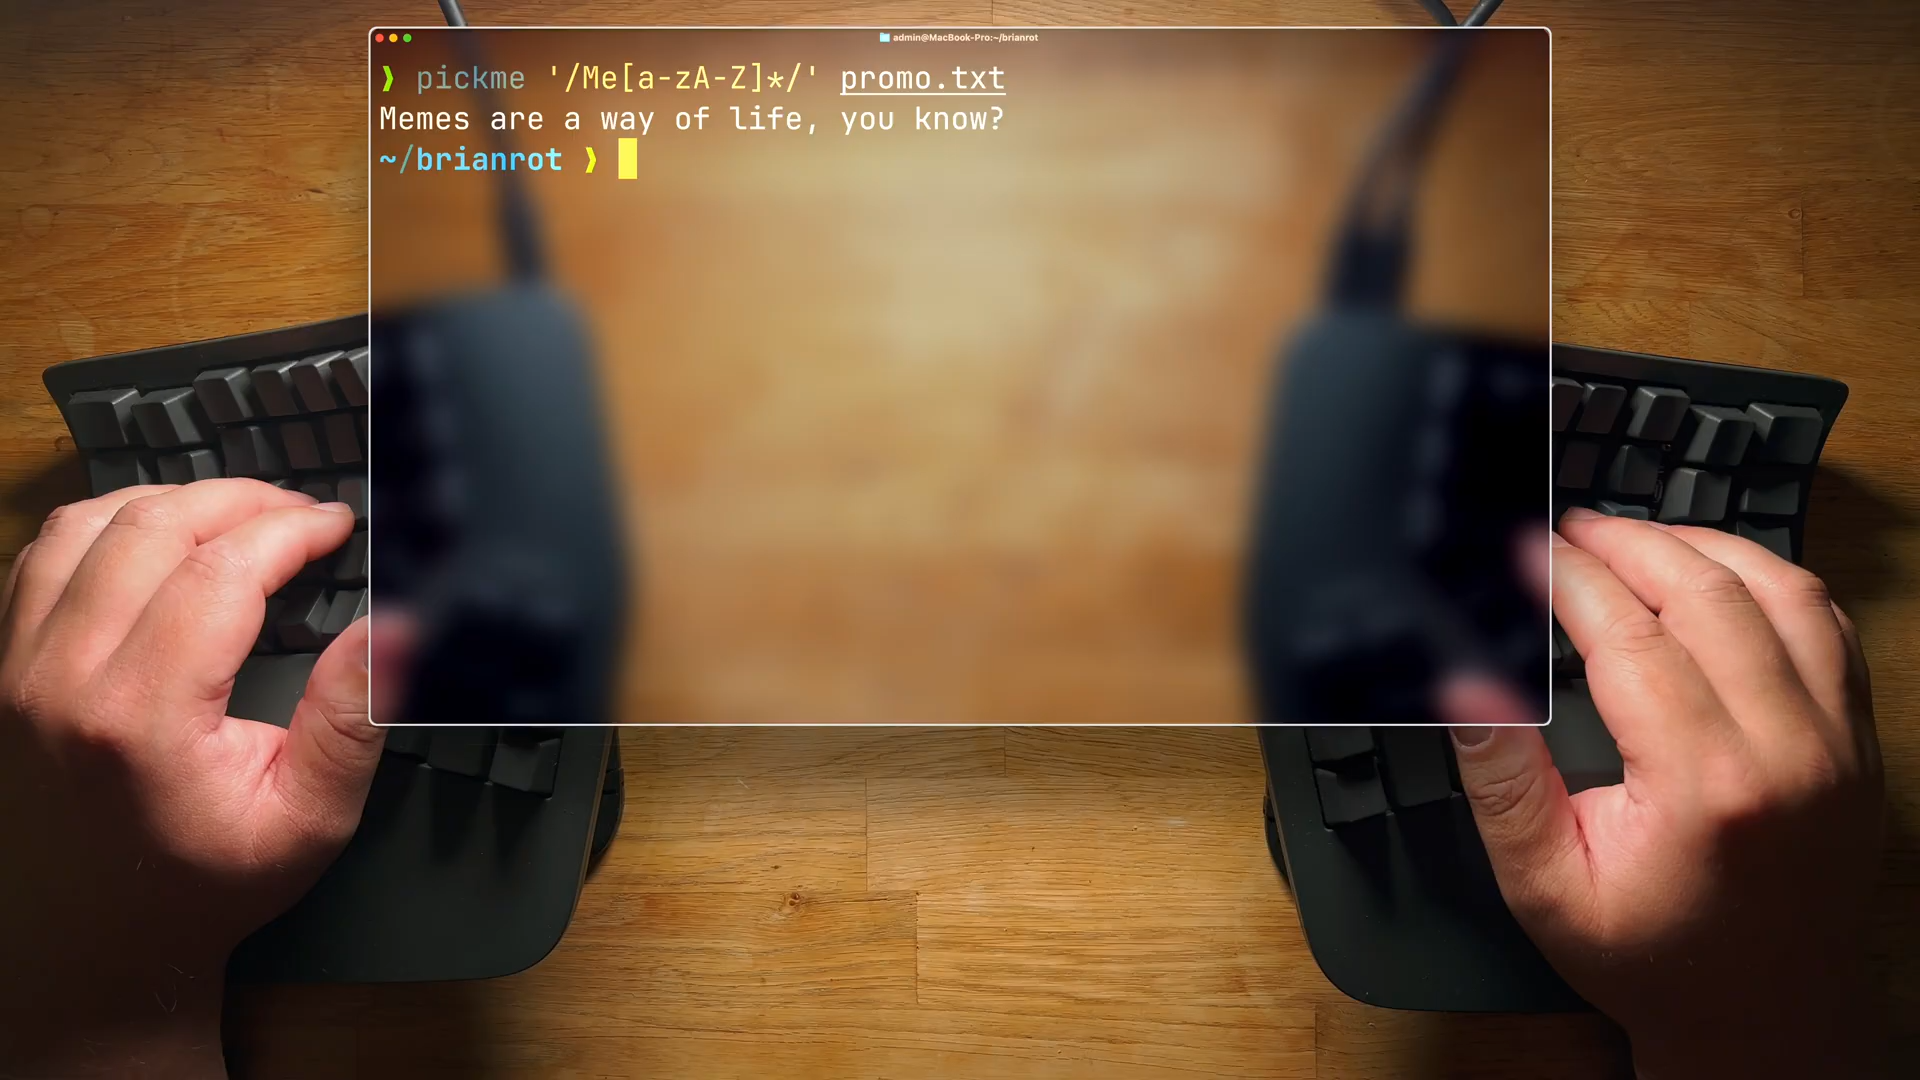 admin@MacBook-Pro:~/brianrot
❱ pickme '/Me[a-zA-Z]*/' promo.txt
Memes are a way of life, you know?
~/brianrot ❱